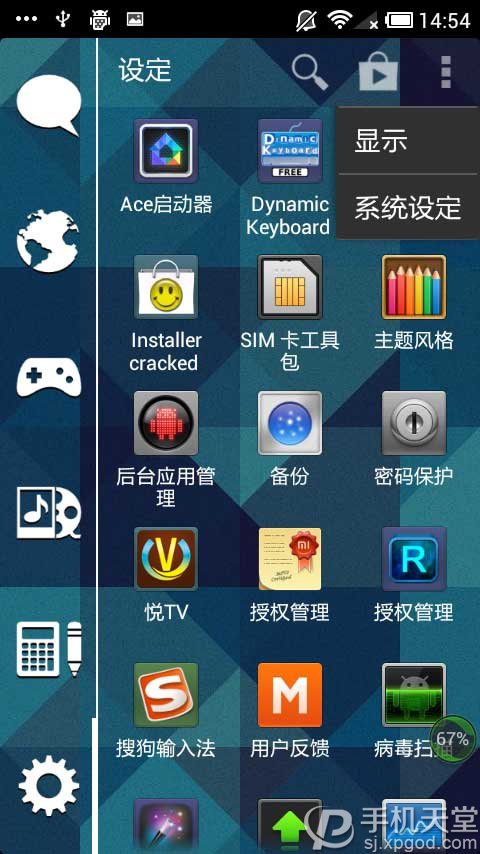 14:54
设定
显示
系统设定
Ace启动器
DYNAMIC
KEYBOARD
FREE
Dynamic
Keyboard
Installer
cracked
SIM 卡工具
包
主题风格
后台应用管
理
备份
密码保护
V
悦TV
MI
授权管理
R
授权管理
S
搜狗输入法
M
用户反馈
病毒扫描
67%
手机天堂
sj.xpgod.com